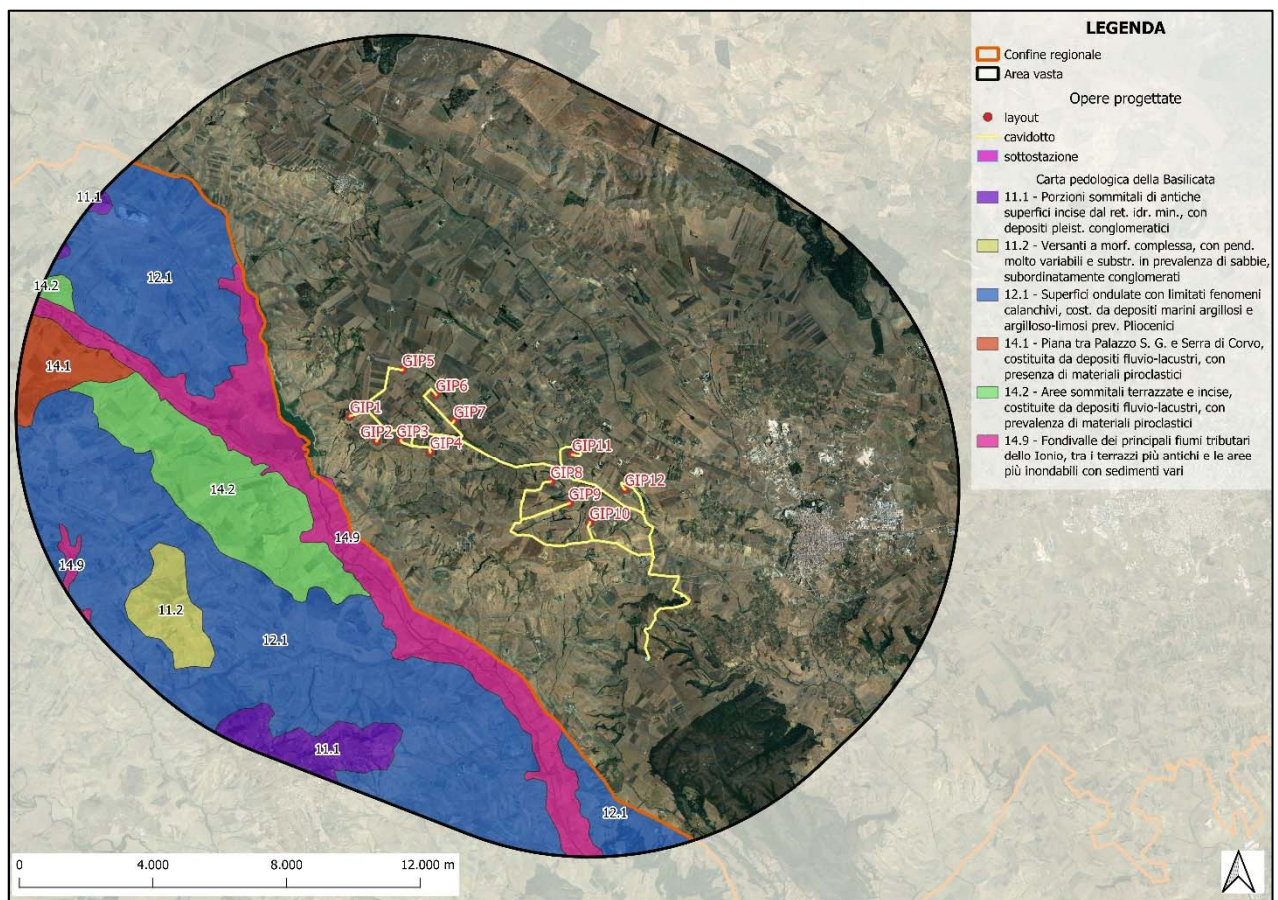 LEGENDA
Confine regionale
Area vasta
Opere progettate
layout
cavidotto
sottostazione
Carta pedologica della Basilicata
11.1 - Porzioni sommitali di antiche
superfici incise dal ret. idr. min., con
depositi pleist. conglomeratici
11.2 - Versanti a morf. complessa, con pend.
molto variabili e substr. in prevalenza di sabbie,
subordinatamente conglomerati
12.1 - Superfici ondulate con limitati fenomeni
calanchivi, cost. da depositi marini argillosi e
argilloso-limosi prev. Pliocenici
14.1 - Piana tra Palazzo S. G. e Serra di Corvo,
costituita da depositi fluvio-lacustri, con
presenza di materiali piroclastici
14.2 - Aree sommitali terrazzate e incise,
costituite da depositi fluvio-lacustri, con
prevalenza di materiali piroclastici
14.9 - Fondivalle dei principali fiumi tributari
dello Ionio, tra i terrazzi più antichi e le aree
più inondabili con sedimenti vari
11.1
12.1
14.2
14.1
GIP5
GIP6
GIP1
GIP7
GIP2
GIP3
GIP4
GIP11
GIP8
GIP12
GIP9
GIP10
14.2
14.9
14.9
11.2
12.1
11.1
12.1
0
4.000
8.000
12.000 m